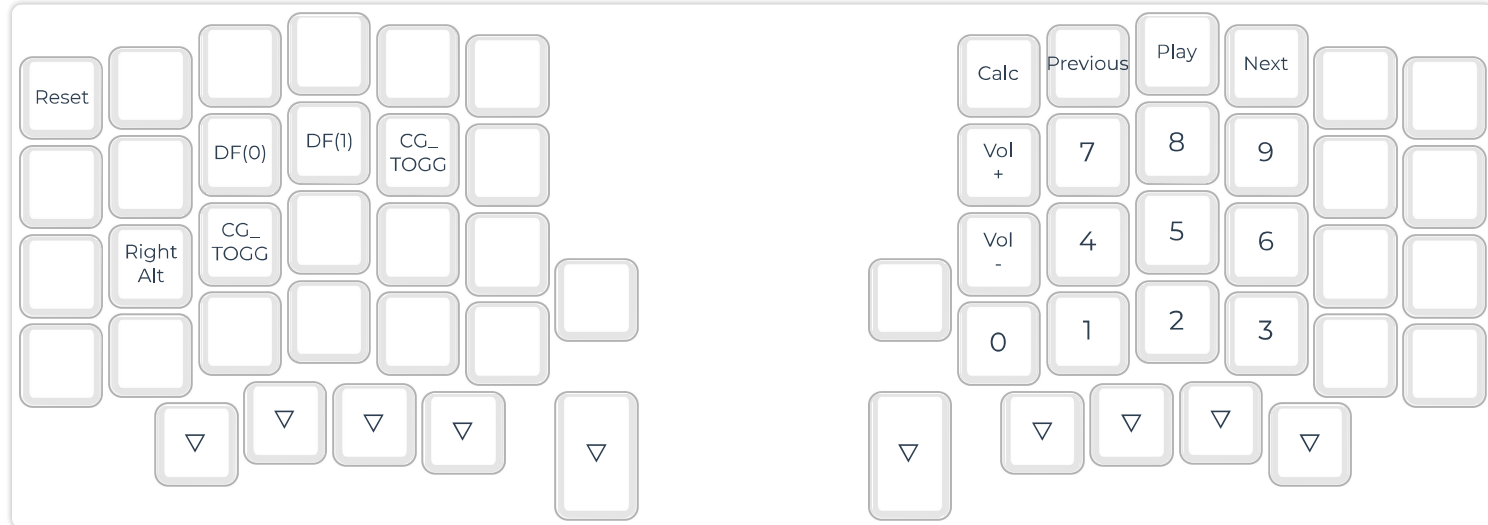 Reset
Calc
Previous
Play
Next
DF(0)
DF(1)
CG_
TOGG
Vol
+
7
8
9
Right
Alt
CG_
TOGG
Vol
-
4
5
6
0
1
2
3
▽
▽
▽
▽
▽
▽
▽
▽
▽
▽